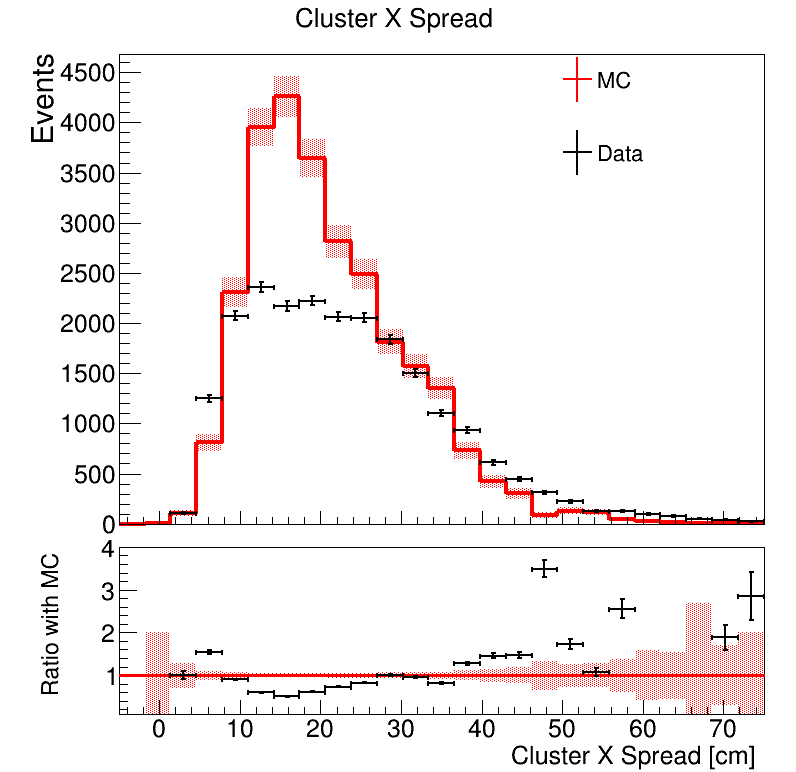 Cluster X Spread
Events
4500
4000
3500
3000
2500
2000
1500
1000
500
0
MC
Data
Ratio with MC
4
3
2
1
0 10 20 30 40 50 60 70
Cluster X Spread [cm]